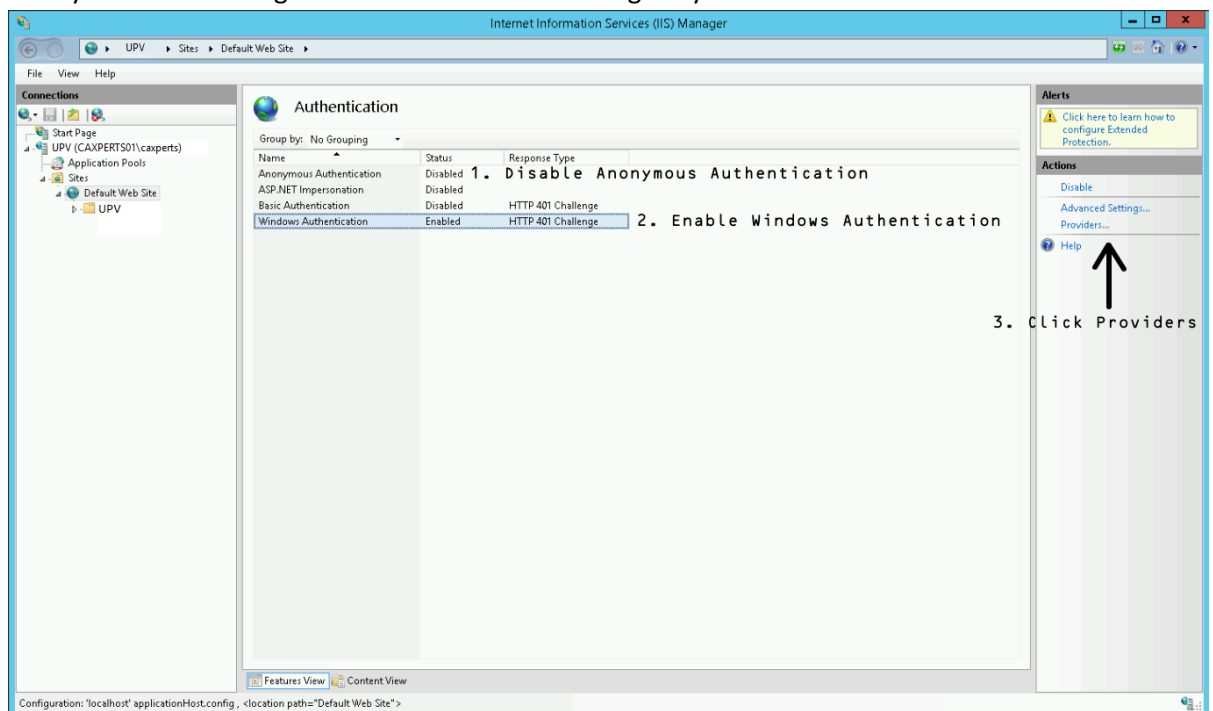 Internet Information Services (IIS) Manager
UPV Sites Default Web Site
File View Help
Connections
Start Page
UPV (CAXPERTS01\caxperts)
Application Pools
Sites
Default Web Site
UPV
Authentication
Group by: No Grouping
Name Status Response Type
Anonymous Authentication Disabled 1. Disable Anonymous Authentication
ASP.NET Impersonation Disabled
Basic Authentication Disabled HTTP 401 Challenge
Windows Authentication Enabled HTTP 401 Challenge 2. Enable Windows Authentication
Alerts
Click here to learn how to
configure Extended
Protection.
Actions
Disable
Advanced Settings...
Providers...
Help
3. Click Providers
Features View Content View
Configuration: 'localhost' applicationHost.config , <location path="Default Web Site">